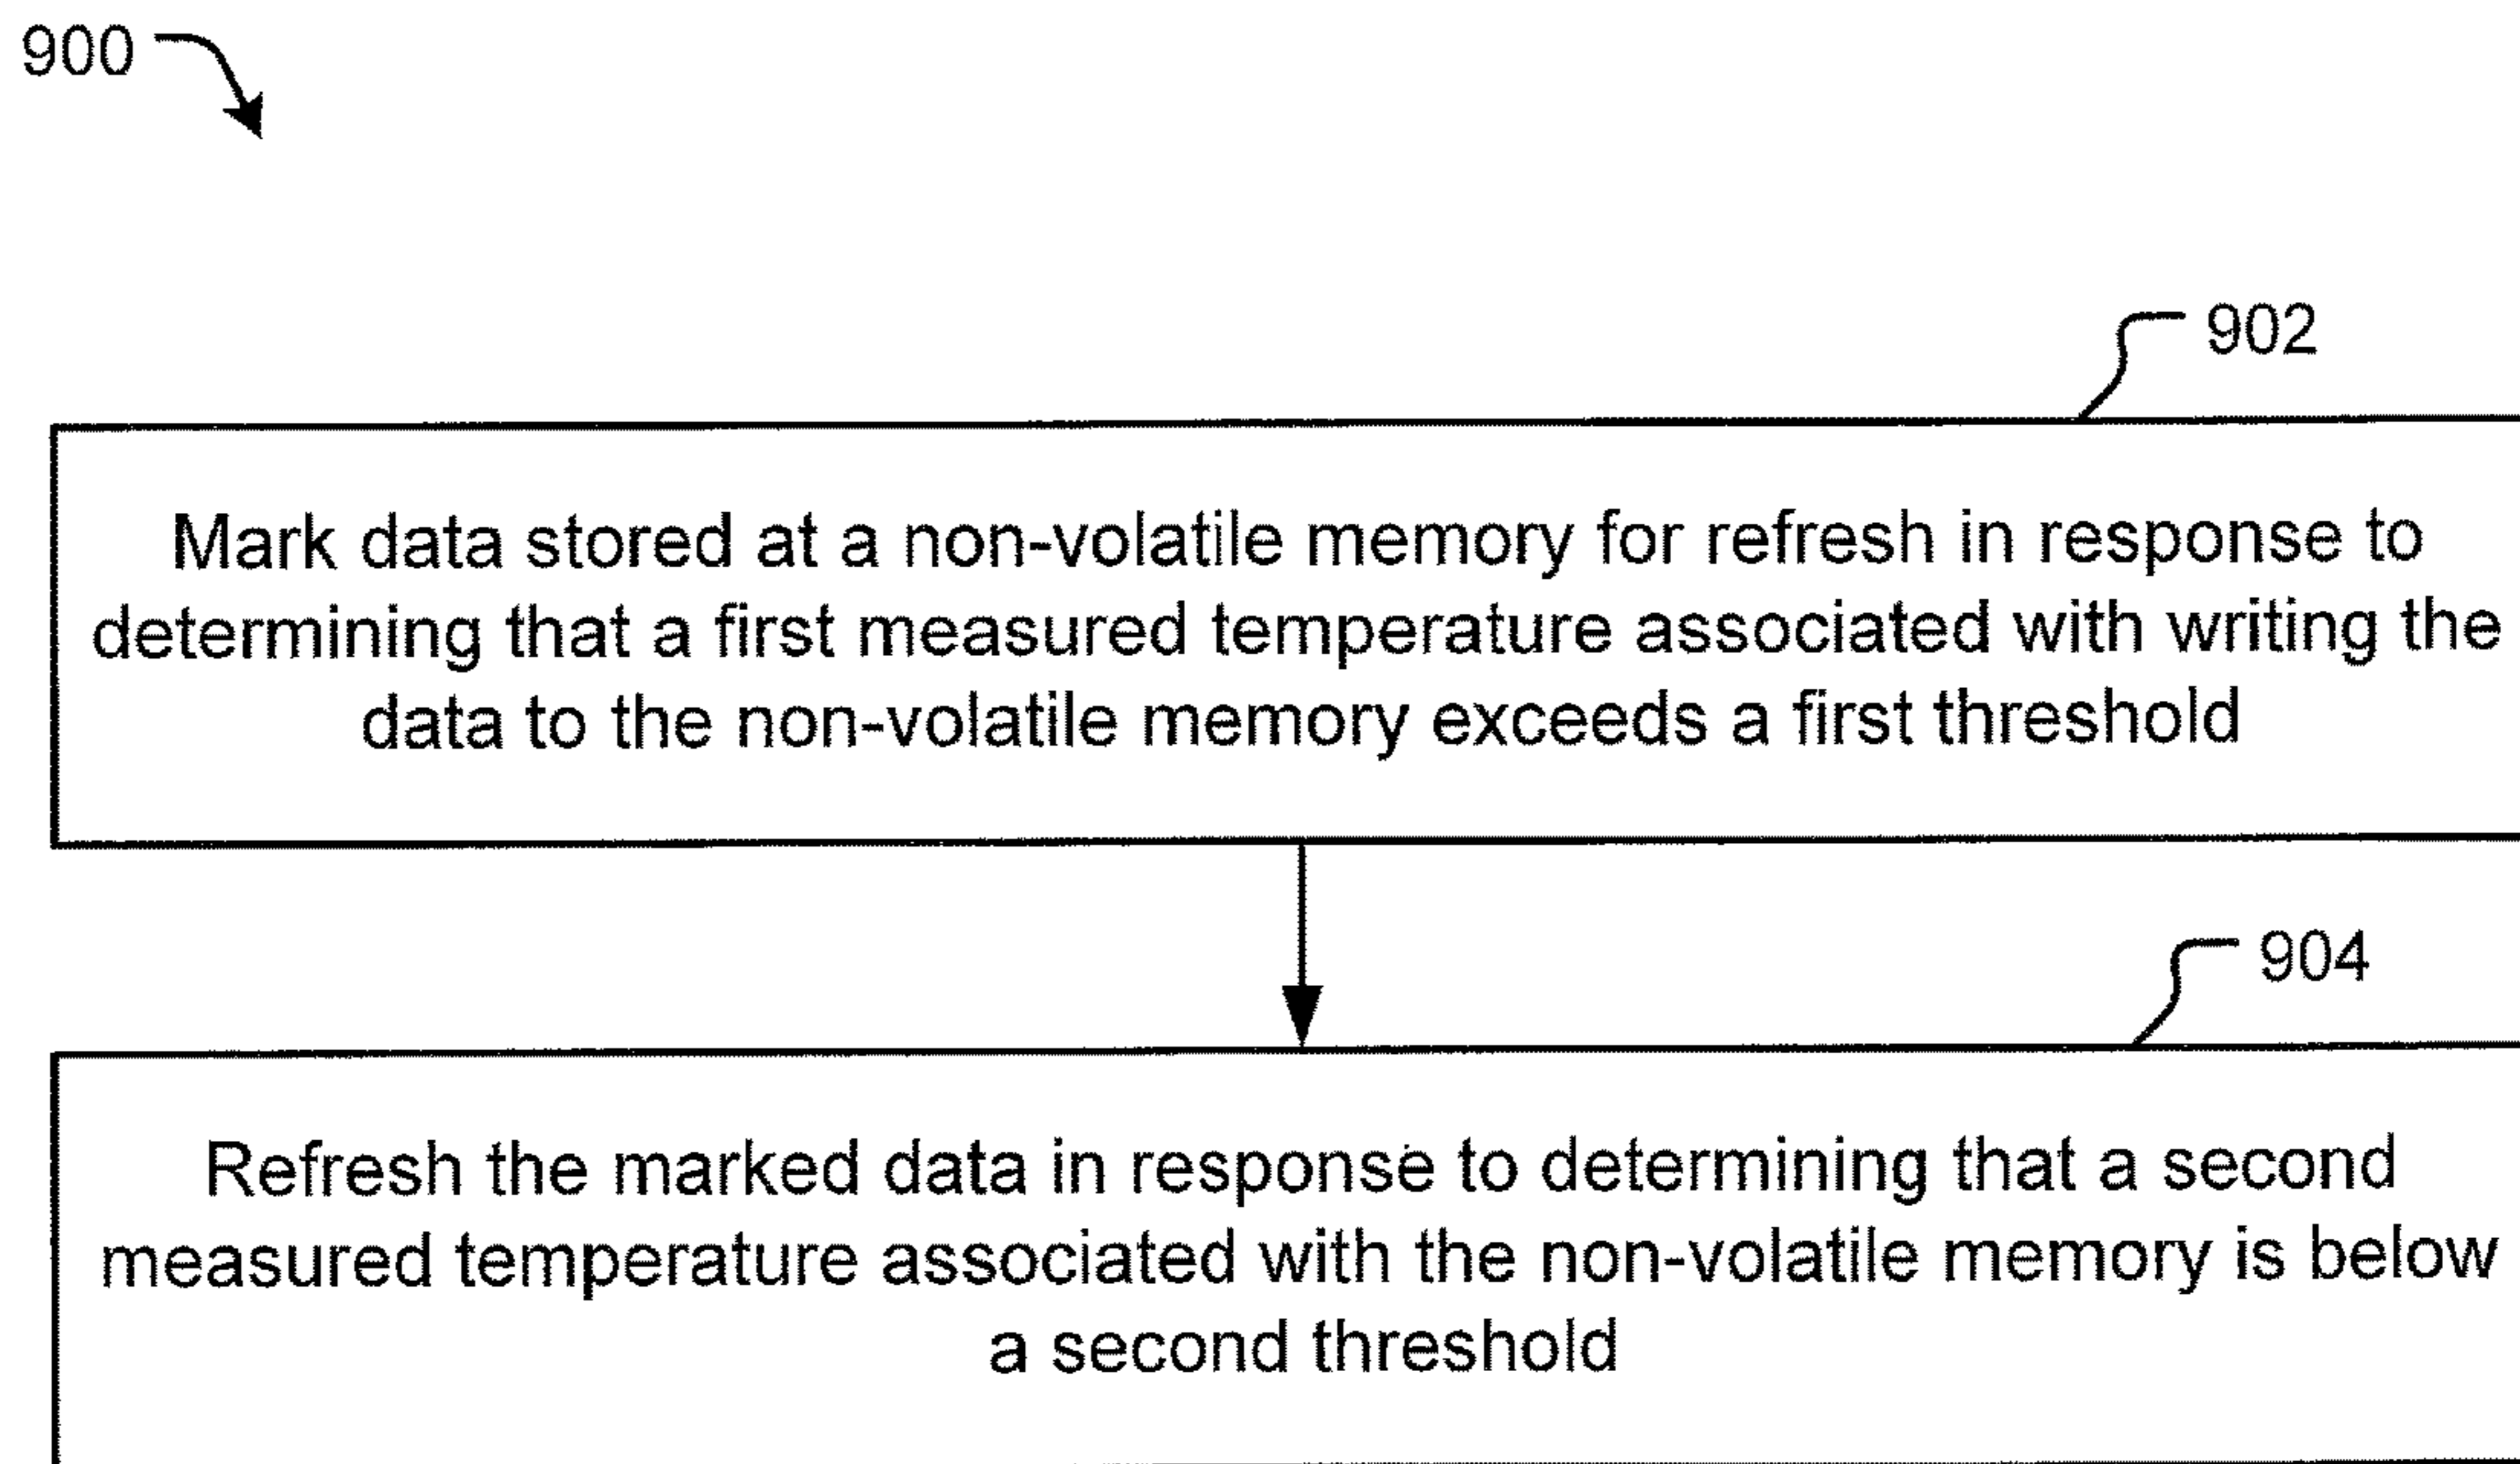 900
902
Mark data stored at a non-volatile memory for refresh in response to
determining that a first measured temperature associated with writing the
data to the non-volatile memory exceeds a first threshold
904
Refresh the marked data in response to determining that a second
measured temperature associated with the non-volatile memory is below
a second threshold